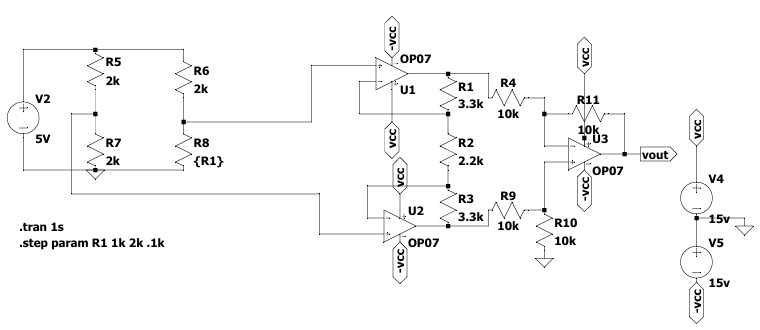 -VCC
OP07
U1
VCC
R5
2k
R6
2k
V2
5V
R7
2k
R8
{R1}
R1
3.3k
R2
2.2k
R3
3.3k
VCC
U2
OP07
-VCC
R4
10k
R9
10k
R10
10k
VCC
R11
10k
U3
OP07
-VCC
vout
VCC
V4
15v
V5
15v
-VCC
.tran 1s
.step param R1 1k 2k .1k